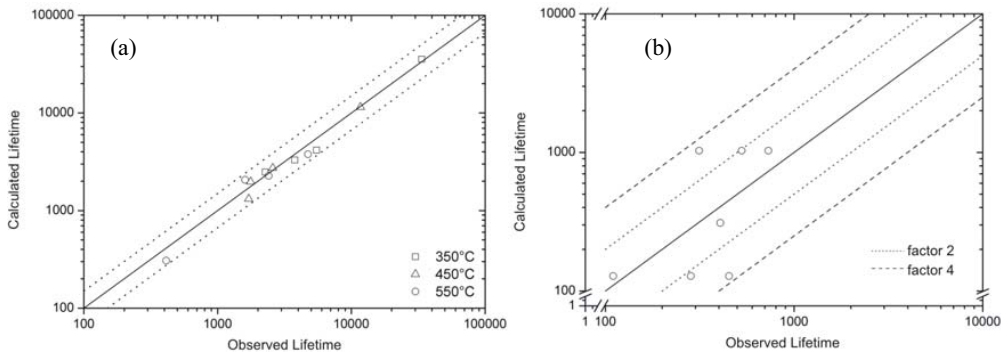 (a)
Calculated Lifetime
100000
10000
1000
100
100 1000 10000 100000
Observed Lifetime
350°C
450°C
550°C
(b)
Calculated Lifetime
10000
1000
100
1
1 100 1000 10000
Observed Lifetime
factor 2
factor 4